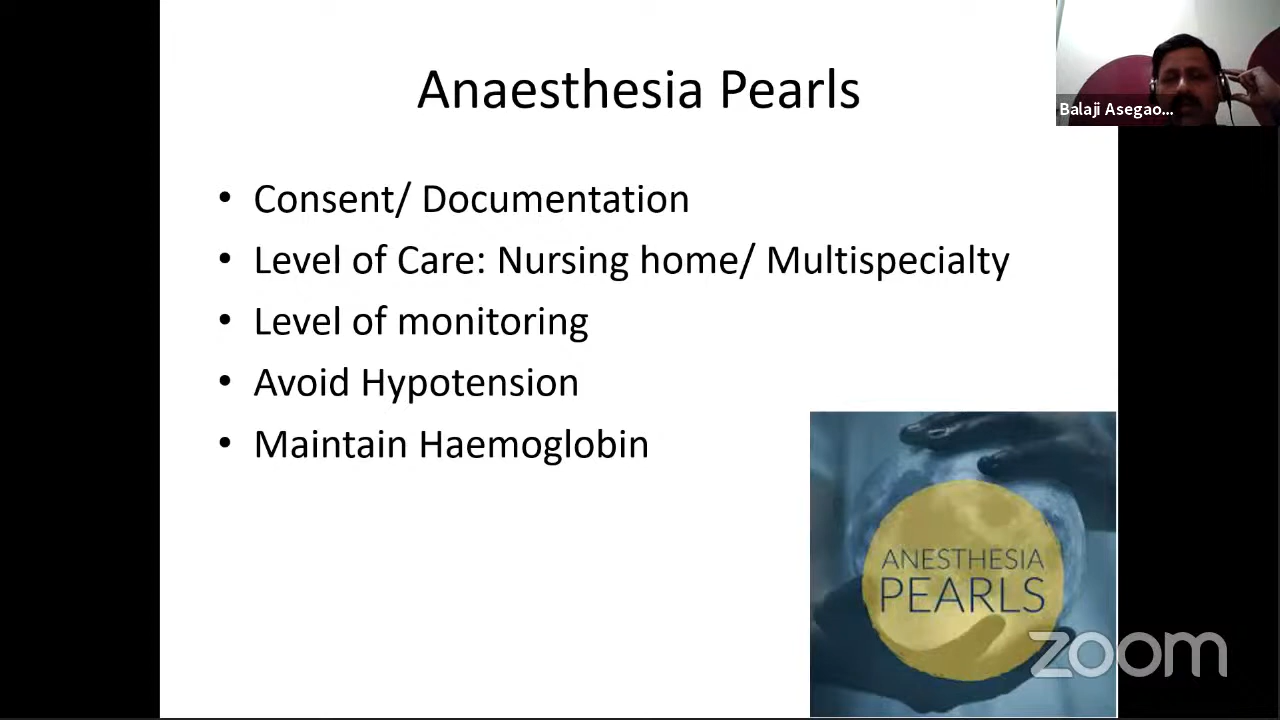 Anaesthesia Pearls
Balaji Asegao...
• Consent/ Documentation
• Level of Care: Nursing home/ Multispecialty
• Level of monitoring
• Avoid Hypotension
• Maintain Haemoglobin
ANESTHESIA
PEARLS
zoom